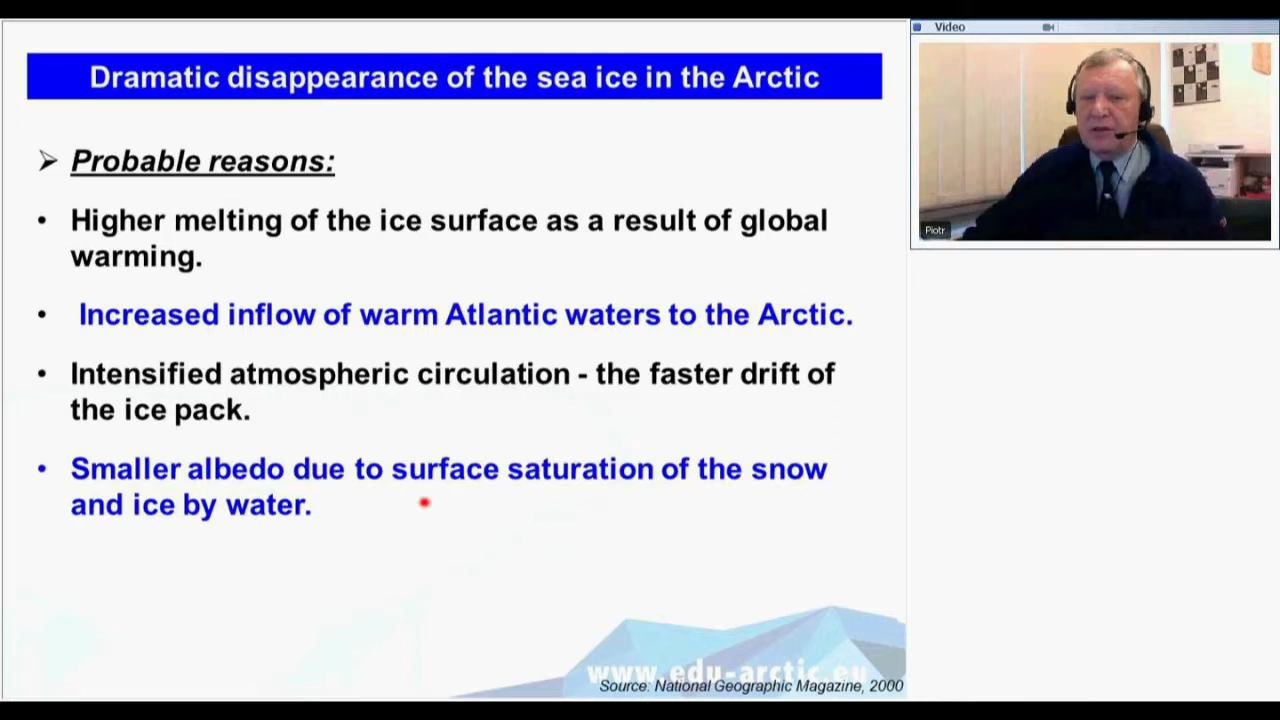 Dramatic disappearance of the sea ice in the Arctic
Probable reasons:
Higher melting of the ice surface as a result of global
warming.
Increased inflow of warm Atlantic waters to the Arctic.
Intensified atmospheric circulation - the faster drift of
the ice pack.
Smaller albedo due to surface saturation of the snow
and ice by water.
www.edu-arctic.eu
Source: National Geographic Magazine, 2000
Video
Piotr